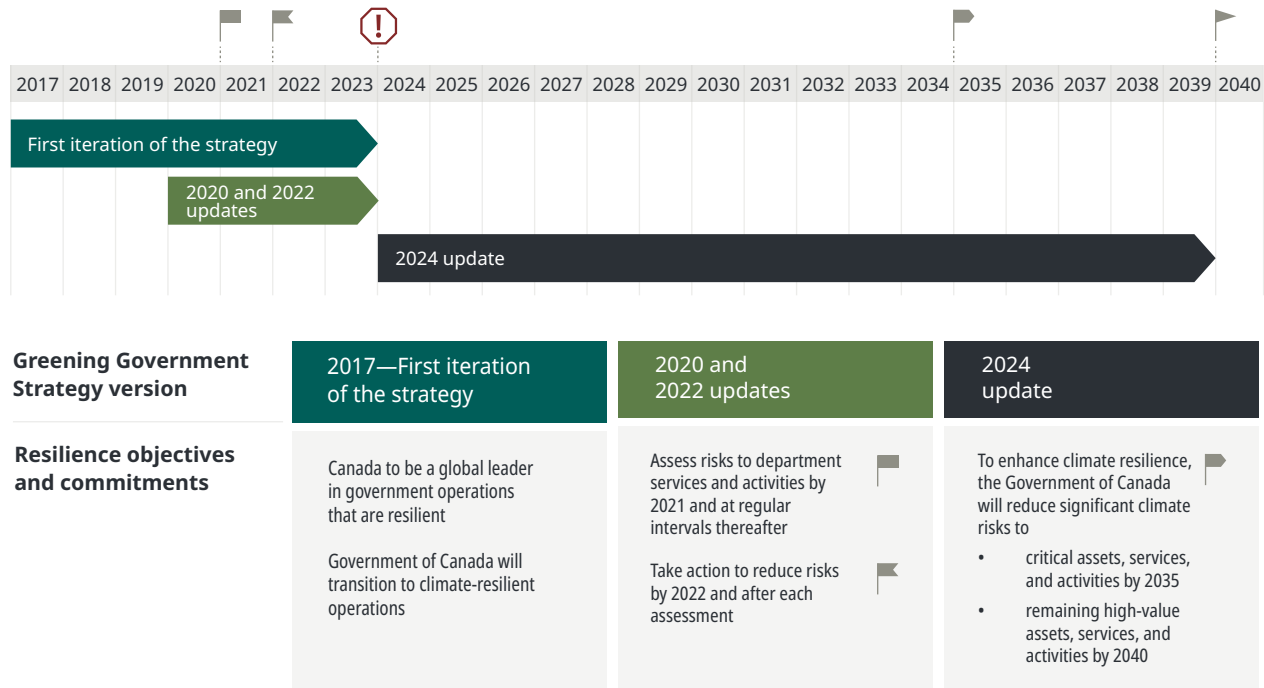 !
2017 2018 2019 2020 2021 2022 2023 2024 2025 2026 2027 2028 2029 2030 2031 2032 2033 2034 2035 2036 2037 2038 2039 2040
First iteration of the strategy
2020 and 2022
updates
2024 update
Greening Government
Strategy version
2017—First iteration
of the strategy
2020 and
2022 updates
2024
update
Resilience objectives
and commitments
Canada to be a global leader
in government operations
that are resilient
Government of Canada will
transition to climate-resilient
operations
Assess risks to department
services and activities by
2021 and at regular
intervals thereafter
Take action to reduce risks
by 2022 and after each
assessment
To enhance climate resilience,
the Government of Canada
will reduce significant climate
risks to
• critical assets, services,
and activities by 2035
• remaining high-value
assets, services, and
activities by 2040